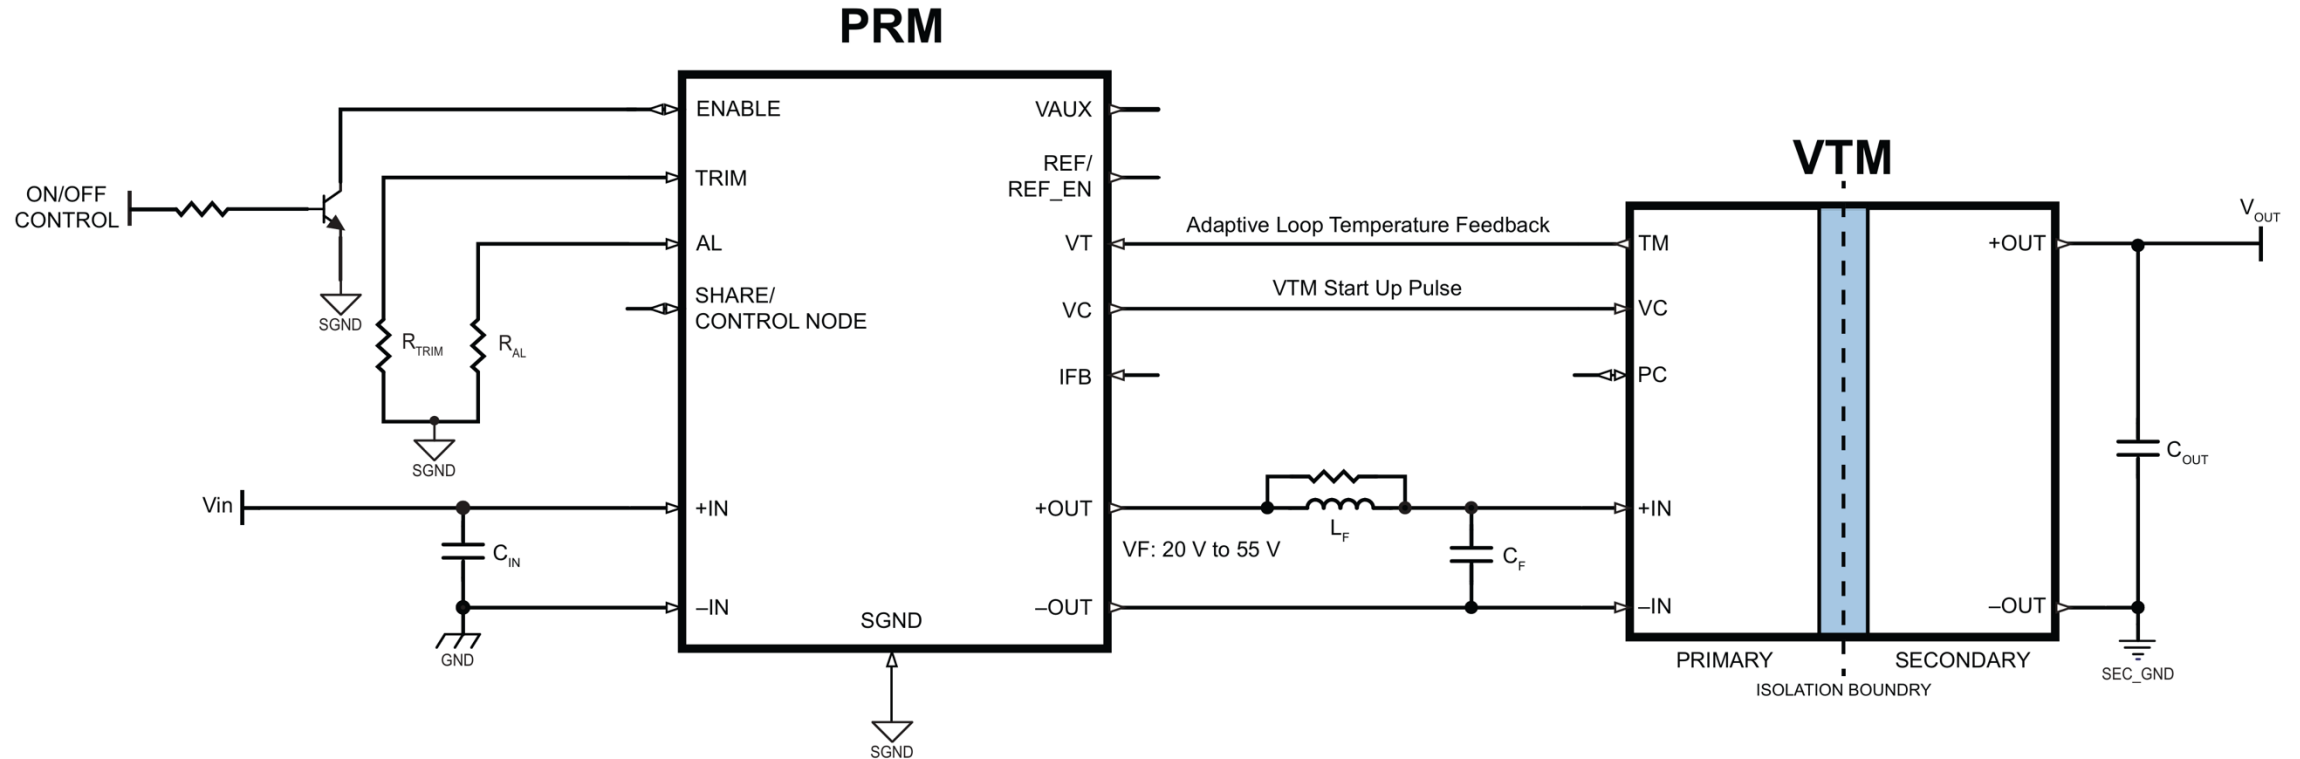 PRM
ENABLE
TRIM
AL
SHARE/
CONTROL NODE
+IN
–IN
SGND
VAUX
REF/
REF_EN
VT
VC
IFB
+OUT
–OUT
ON/OFF
CONTROL
SGND
RTRIM
RAL
SGND
Vin
CIN
GND
SGND
Adaptive Loop Temperature Feedback
VTM Start Up Pulse
LF
VF: 20 V to 55 V
CF
VTM
TM
VC
PC
+IN
–IN
+OUT
–OUT
PRIMARY
SECONDARY
ISOLATION BOUNDRY
VOUT
COUT
SEC_GND